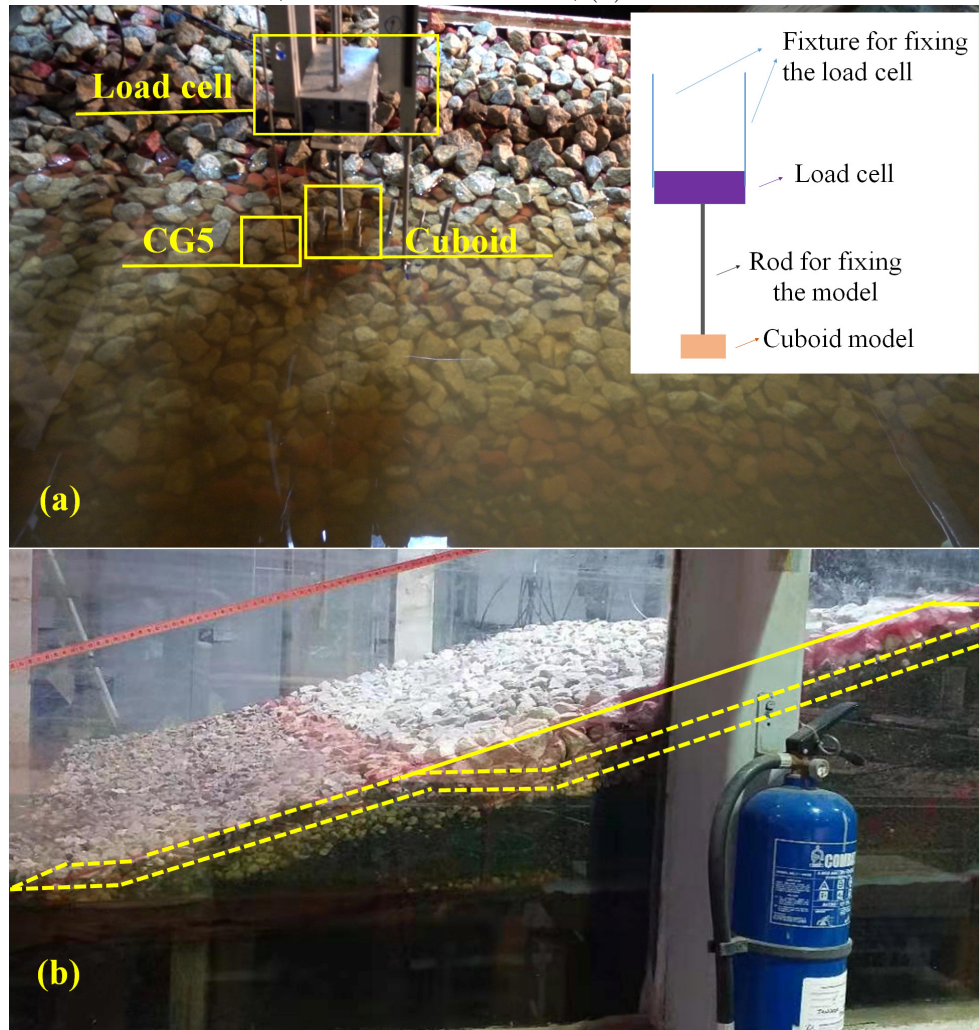 Load cell
CG5
Cuboid
(a)
Fixture for fixing
the load cell
Load cell
Rod for fixing
the model
Cuboid model
(b)